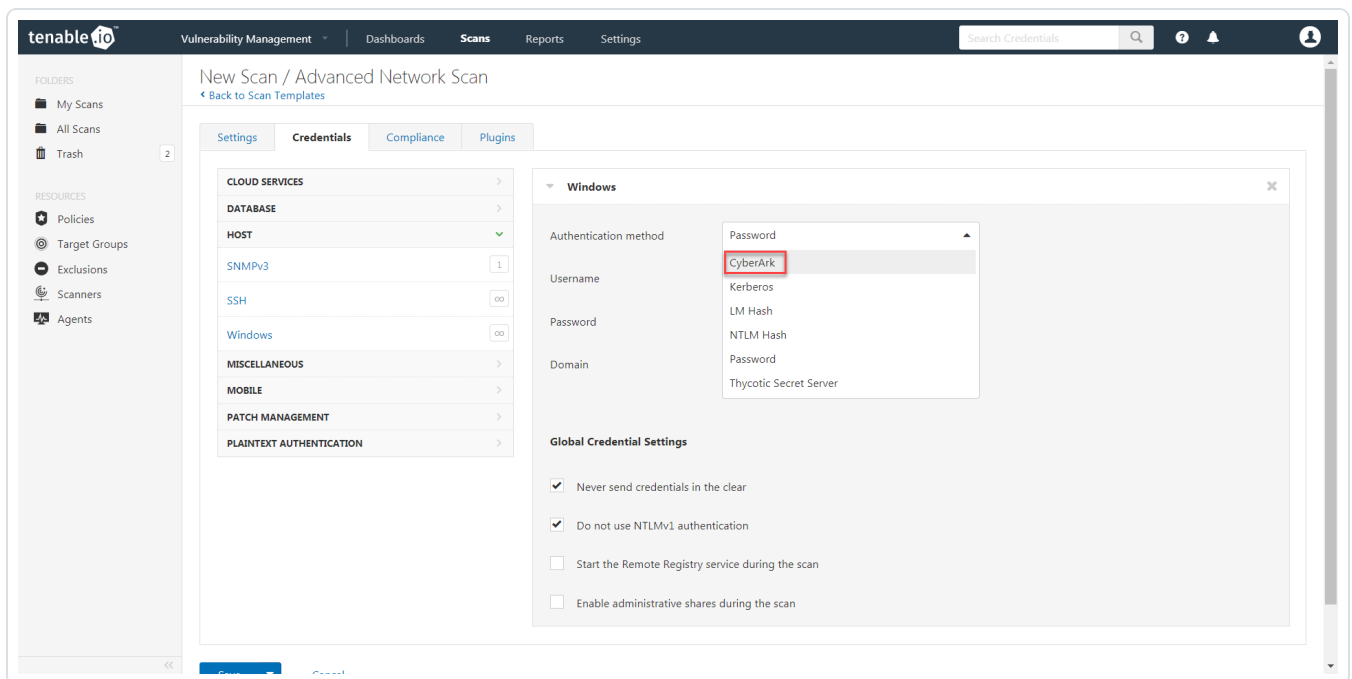 tenable.io™
Vulnerability Management
Dashboards
Scans
Reports
Settings
Search Credentials
FOLDERS
My Scans
All Scans
Trash
2
RESOURCES
Policies
Target Groups
Exclusions
Scanners
Agents
New Scan / Advanced Network Scan
Back to Scan Templates
Settings
Credentials
Compliance
Plugins
CLOUD SERVICES
DATABASE
HOST
SNMPv3
1
SSH
∞
Windows
∞
MISCELLANEOUS
MOBILE
PATCH MANAGEMENT
PLAINTEXT AUTHENTICATION
Windows
Authentication method
Password
CyberArk
Kerberos
LM Hash
NTLM Hash
Password
Thycotic Secret Server
Username
Password
Domain
Global Credential Settings
Never send credentials in the clear
Do not use NTLMv1 authentication
Start the Remote Registry service during the scan
Enable administrative shares during the scan
Save
Cancel